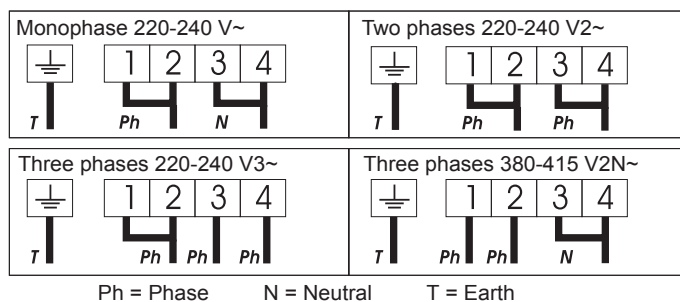 Monophase 220-240 V~
1 2 3 4
T Ph N
Two phases 220-240 V2~
1 2 3 4
T Ph Ph
Three phases 220-240 V3~
1 2 3 4
T Ph Ph Ph
Three phases 380-415 V2N~
1 2 3 4
T Ph Ph N
Ph = Phase N = Neutral T = Earth